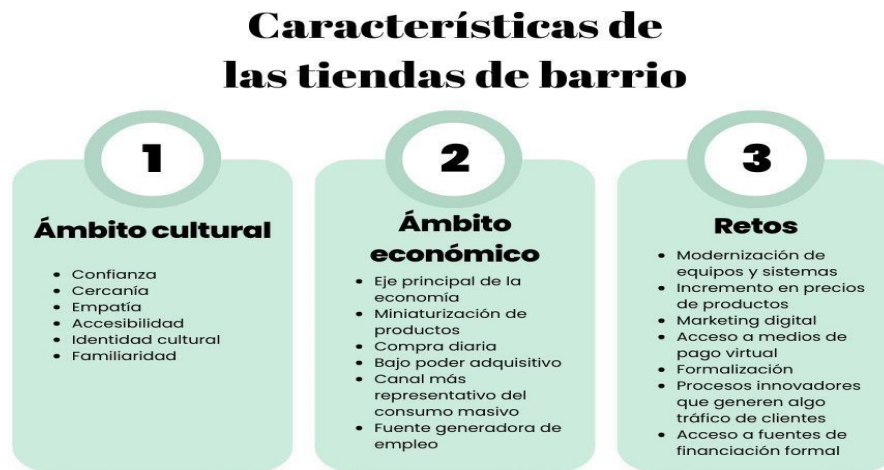 Características de
las tiendas de barrio
1
Ámbito cultural
• Confianza
• Cercanía
• Empatía
• Accesibilidad
• Identidad cultural
• Familiaridad
2
Ámbito
económico
• Eje principal de la
economía
• Miniaturización de
productos
• Compra diaria
• Bajo poder adquisitivo
• Canal más
representativo del
consumo masivo
• Fuente generadora de
empleo
3
Retos
• Modernización de
equipos y sistemas
• Incremento en precios
de productos
• Marketing digital
• Acceso a medios de
pago virtual
• Formalización
• Procesos innovadores
que generen algo
tráfico de clientes
• Acceso a fuentes de
financiación formal